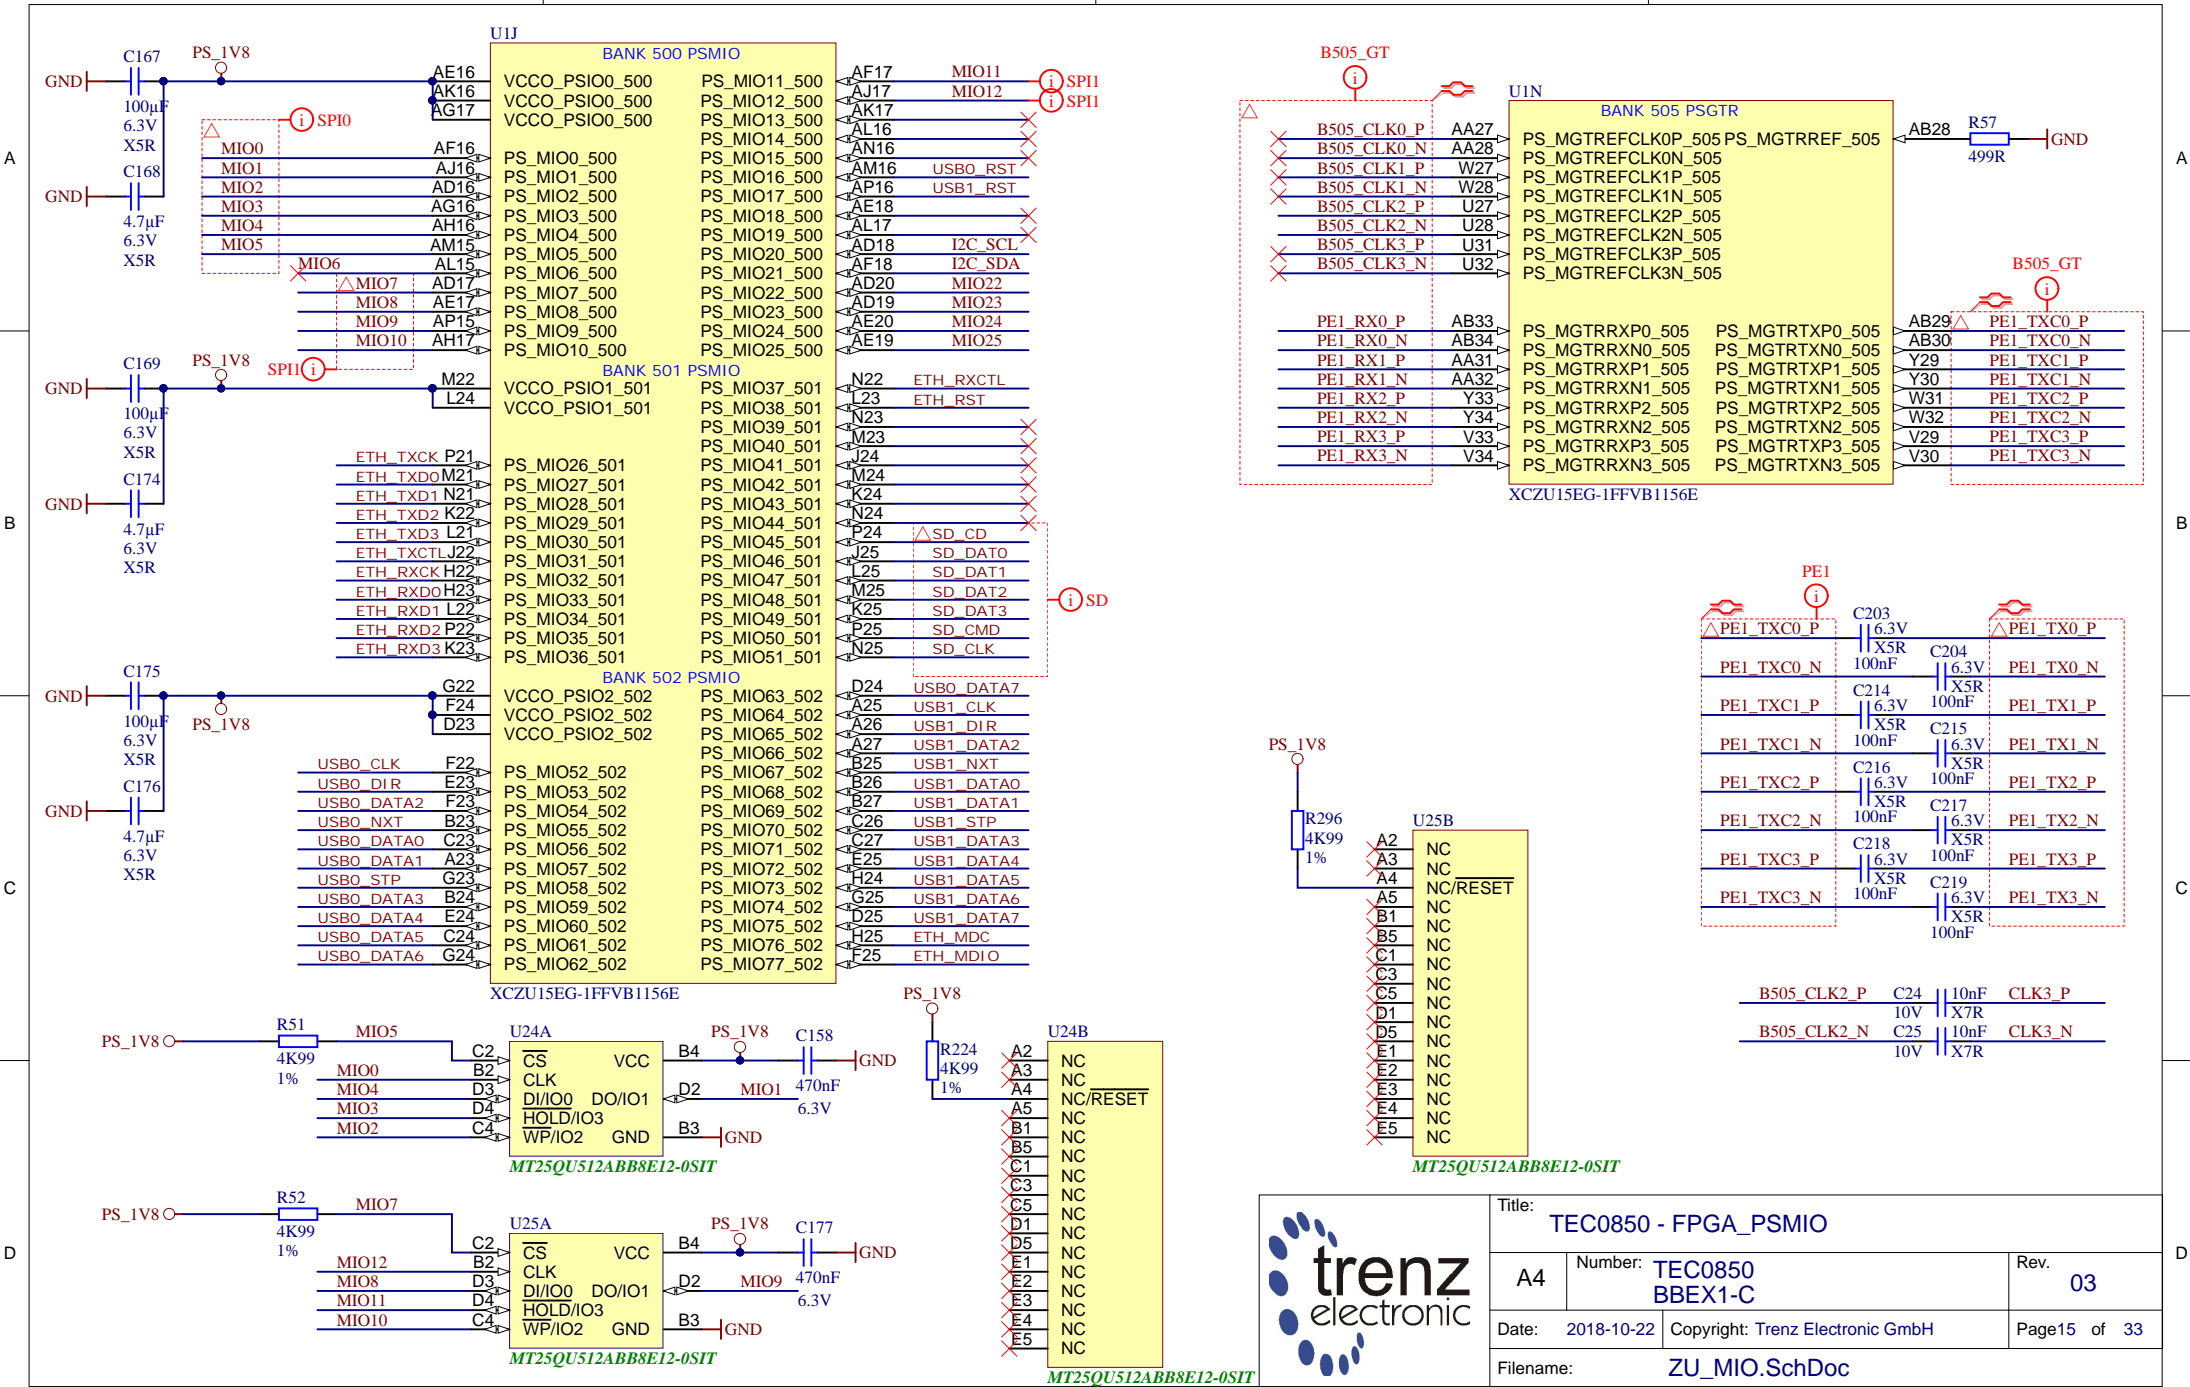 U1J
BANK 500 PSMIO
C167
PS_1V8
GND
100µF
6.3V
X5R
C168
GND
4.7µF
6.3V
X5R
AE16 VCCO_PSIO0_500
AK16 VCCO_PSIO0_500
AG17 VCCO_PSIO0_500
SPI0
MIO0 AF16 PS_MIO0_500
MIO1 AJ16 PS_MIO1_500
MIO2 AD16 PS_MIO2_500
MIO3 AG16 PS_MIO3_500
MIO4 AH16 PS_MIO4_500
MIO5 AM15 PS_MIO5_500
MIO6 AL15 PS_MIO6_500
MIO7 AD17 PS_MIO7_500
MIO8 AE17 PS_MIO8_500
MIO9 AP15 PS_MIO9_500
MIO10 AH17 PS_MIO10_500
SPI1
PS_MIO11_500 AF17 MIO11 SPI1
PS_MIO12_500 AJ17 MIO12 SPI1
PS_MIO13_500 AK17
PS_MIO14_500 AL16
PS_MIO15_500 AN16
PS_MIO16_500 AM16 USB0_RST
PS_MIO17_500 AP16 USB1_RST
PS_MIO18_500 AE18
PS_MIO19_500 AL17
PS_MIO20_500 AD18 I2C_SCL
PS_MIO21_500 AF18 I2C_SDA
PS_MIO22_500 AD20 MIO22
PS_MIO23_500 AD19 MIO23
PS_MIO24_500 AE20 MIO24
PS_MIO25_500 AE19 MIO25
BANK 501 PSMIO
C169
PS_1V8
GND
100µF
6.3V
X5R
C174
GND
4.7µF
6.3V
X5R
M22 VCCO_PSIO1_501
L24 VCCO_PSIO1_501
ETH_TXCK P21 PS_MIO26_501
ETH_TXD0 M21 PS_MIO27_501
ETH_TXD1 N21 PS_MIO28_501
ETH_TXD2 K22 PS_MIO29_501
ETH_TXD3 L21 PS_MIO30_501
ETH_TXCTL J22 PS_MIO31_501
ETH_RXCK H22 PS_MIO32_501
ETH_RXD0 H23 PS_MIO33_501
ETH_RXD1 L22 PS_MIO34_501
ETH_RXD2 P22 PS_MIO35_501
ETH_RXD3 K23 PS_MIO36_501
PS_MIO37_501 N22 ETH_RXCTL
PS_MIO38_501 L23 ETH_RST
PS_MIO39_501 N23
PS_MIO40_501 M23
PS_MIO41_501 J24
PS_MIO42_501 M24
PS_MIO43_501 K24
PS_MIO44_501 N24
PS_MIO45_501 P24 SD_CD
PS_MIO46_501 J25 SD_DAT0
PS_MIO47_501 L25 SD_DAT1
PS_MIO48_501 M25 SD_DAT2
PS_MIO49_501 K25 SD_DAT3
PS_MIO50_501 P25 SD_CMD
PS_MIO51_501 N25 SD_CLK
SD
BANK 502 PSMIO
C175
GND
100µF
6.3V
X5R
PS_1V8
C176
GND
4.7µF
6.3V
X5R
G22 VCCO_PSIO2_502
F24 VCCO_PSIO2_502
D23 VCCO_PSIO2_502
USB0_CLK F22 PS_MIO52_502
USB0_DIR E23 PS_MIO53_502
USB0_DATA2 F23 PS_MIO54_502
USB0_NXT B23 PS_MIO55_502
USB0_DATA0 C23 PS_MIO56_502
USB0_DATA1 A23 PS_MIO57_502
USB0_STP G23 PS_MIO58_502
USB0_DATA3 B24 PS_MIO59_502
USB0_DATA4 E24 PS_MIO60_502
USB0_DATA5 C24 PS_MIO61_502
USB0_DATA6 G24 PS_MIO62_502
PS_MIO63_502 D24 USB0_DATA7
PS_MIO64_502 A25 USB1_CLK
PS_MIO65_502 A26 USB1_DIR
PS_MIO66_502 A27 USB1_DATA2
PS_MIO67_502 B25 USB1_NXT
PS_MIO68_502 B26 USB1_DATA0
PS_MIO69_502 B27 USB1_DATA1
PS_MIO70_502 C26 USB1_STP
PS_MIO71_502 C27 USB1_DATA3
PS_MIO72_502 E25 USB1_DATA4
PS_MIO73_502 H24 USB1_DATA5
PS_MIO74_502 G25 USB1_DATA6
PS_MIO75_502 D25 USB1_DATA7
PS_MIO76_502 H25 ETH_MDC
PS_MIO77_502 F25 ETH_MDIO
XCZU15EG-1FFVB1156E
B505_GT
U1N
BANK 505 PSGTR
B505_CLK0_P AA27 PS_MGTREFCLK0P_505 PS_MGTRREF_505 AB28 R57 499R GND
B505_CLK0_N AA28 PS_MGTREFCLK0N_505
B505_CLK1_P W27 PS_MGTREFCLK1P_505
B505_CLK1_N W28 PS_MGTREFCLK1N_505
B505_CLK2_P U27 PS_MGTREFCLK2P_505
B505_CLK2_N U28 PS_MGTREFCLK2N_505
B505_CLK3_P U31 PS_MGTREFCLK3P_505
B505_CLK3_N U32 PS_MGTREFCLK3N_505
B505_GT
PE1_RX0_P AB33 PS_MGTRRXP0_505 PS_MGTRTXP0_505 AB29 PE1_TXC0_P
PE1_RX0_N AB34 PS_MGTRRXN0_505 PS_MGTRTXN0_505 AB30 PE1_TXC0_N
PE1_RX1_P AA31 PS_MGTRRXP1_505 PS_MGTRTXP1_505 Y29 PE1_TXC1_P
PE1_RX1_N AA32 PS_MGTRRXN1_505 PS_MGTRTXN1_505 Y30 PE1_TXC1_N
PE1_RX2_P Y33 PS_MGTRRXP2_505 PS_MGTRTXP2_505 W31 PE1_TXC2_P
PE1_RX2_N Y34 PS_MGTRRXN2_505 PS_MGTRTXN2_505 W32 PE1_TXC2_N
PE1_RX3_P V33 PS_MGTRRXP3_505 PS_MGTRTXP3_505 V29 PE1_TXC3_P
PE1_RX3_N V34 PS_MGTRRXN3_505 PS_MGTRTXN3_505 V30 PE1_TXC3_N
XCZU15EG-1FFVB1156E
PE1
PE1_TXC0_P C203 6.3V X5R 100nF PE1_TX0_P
PE1_TXC0_N C204 6.3V X5R 100nF PE1_TX0_N
PE1_TXC1_P C214 6.3V X5R 100nF PE1_TX1_P
PE1_TXC1_N C215 6.3V X5R 100nF PE1_TX1_N
PE1_TXC2_P C216 6.3V X5R 100nF PE1_TX2_P
PE1_TXC2_N C217 6.3V X5R 100nF PE1_TX2_N
PE1_TXC3_P C218 6.3V X5R 100nF PE1_TX3_P
PE1_TXC3_N C219 6.3V X5R 100nF PE1_TX3_N
B505_CLK2_P C24 10V 10nF X7R CLK3_P
B505_CLK2_N C25 10V 10nF X7R CLK3_N
PS_1V8
R296
4K99
1%
U25B
A2 NC
A3 NC
A4 NC/RESET
A5 NC
B1 NC
B5 NC
C1 NC
C3 NC
C5 NC
D1 NC
D5 NC
E1 NC
E2 NC
E3 NC
E4 NC
E5 NC
MT25QU512ABB8E12-0SIT
PS_1V8 R51 MIO5
4K99
1%
U24A
C2 CS VCC B4 PS_1V8 C158 GND
MIO0 B2 CLK 470nF
MIO4 D3 DI/IO0 DO/IO1 D2 MIO1 6.3V
MIO3 D4 HOLD/IO3
MIO2 C4 WP/IO2 GND B3 GND
MT25QU512ABB8E12-0SIT
PS_1V8
R224
4K99
1%
U24B
A2 NC
A3 NC
A4 NC/RESET
A5 NC
B1 NC
B5 NC
C1 NC
C3 NC
C5 NC
D1 NC
D5 NC
E1 NC
E2 NC
E3 NC
E4 NC
E5 NC
MT25QU512ABB8E12-0SIT
PS_1V8 R52 MIO7
4K99
1%
U25A
C2 CS VCC B4 PS_1V8 C177 GND
MIO12 B2 CLK 470nF
MIO8 D3 DI/IO0 DO/IO1 D2 MIO9 6.3V
MIO11 D4 HOLD/IO3
MIO10 C4 WP/IO2 GND B3 GND
MT25QU512ABB8E12-0SIT
A A
B B
C C
D D
trenz
electronic
Title:
TEC0850 - FPGA_PSMIO
A4
Number: TEC0850
BBEX1-C
Rev.
03
Date: 2018-10-22 Copyright: Trenz Electronic GmbH Page15 of 33
Filename: ZU_MIO.SchDoc